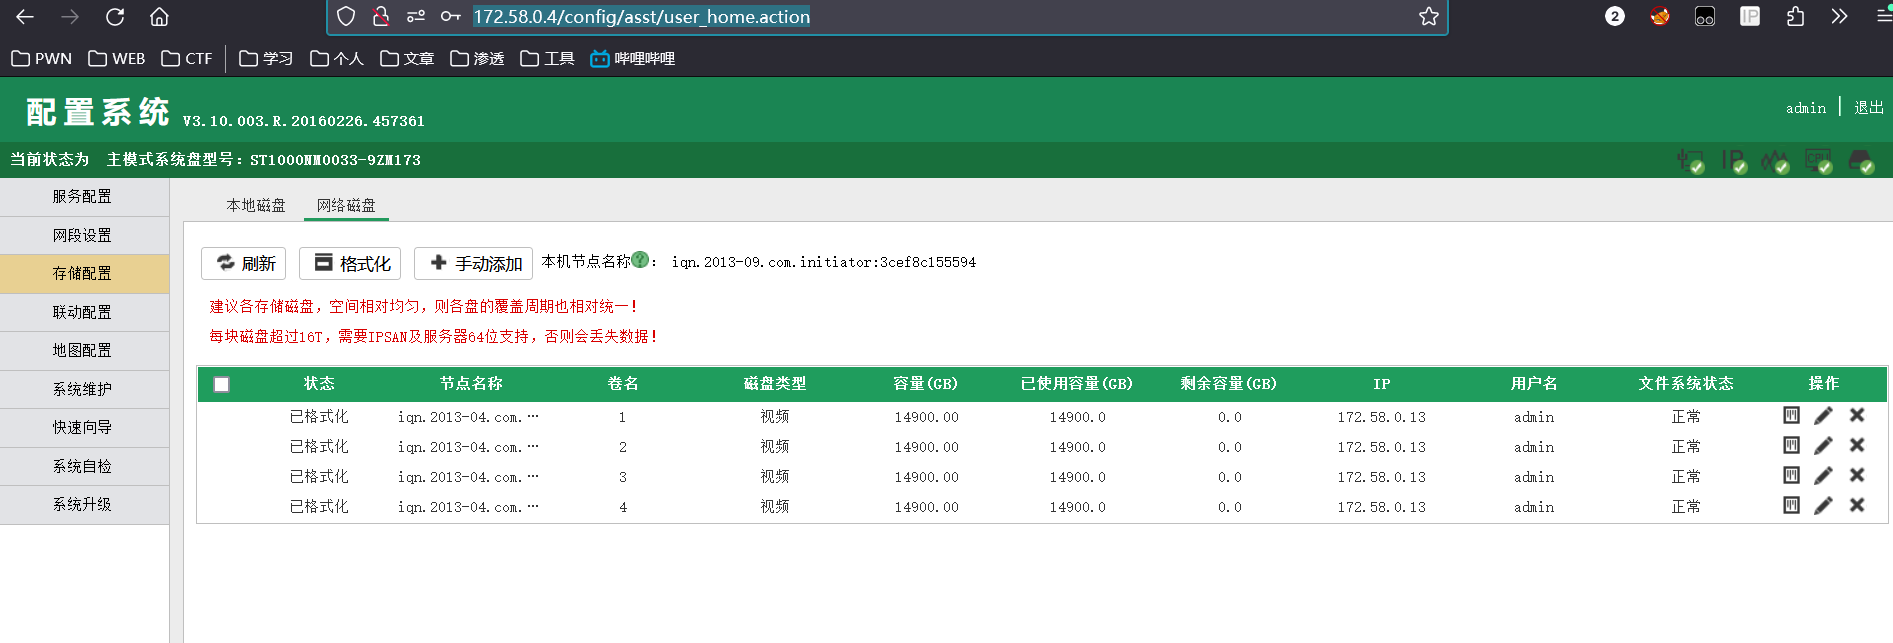 172.58.0.4/config/asst/user_home.action
2
IP
PWN WEB CTF 学习 个人 文章 渗透 工具 哔哩哔哩
配置系统 V3.10.003.R.20160226.457361
admin 退出
当前状态为 主模式系统盘型号：ST1000NM0033-9ZM173
IP CPU
服务配置
网段设置
存储配置
联动配置
地图配置
系统维护
快速向导
系统自检
系统升级
本地磁盘 网络磁盘
刷新 格式化 手动添加 本机节点名称?： iqn.2013-09.com.initiator:3cef8c155594
建议各存储磁盘，空间相对均匀，则各盘的覆盖周期也相对统一！
每块磁盘超过16T，需要IPSAN及服务器64位支持，否则会丢失数据！
状态 节点名称 卷名 磁盘类型 容量(GB) 已使用容量(GB) 剩余容量(GB) IP 用户名 文件系统状态 操作
已格式化 iqn.2013-04.com.… 1 视频 14900.00 14900.0 0.0 172.58.0.13 admin 正常
已格式化 iqn.2013-04.com.… 2 视频 14900.00 14900.0 0.0 172.58.0.13 admin 正常
已格式化 iqn.2013-04.com.… 3 视频 14900.00 14900.0 0.0 172.58.0.13 admin 正常
已格式化 iqn.2013-04.com.… 4 视频 14900.00 14900.0 0.0 172.58.0.13 admin 正常